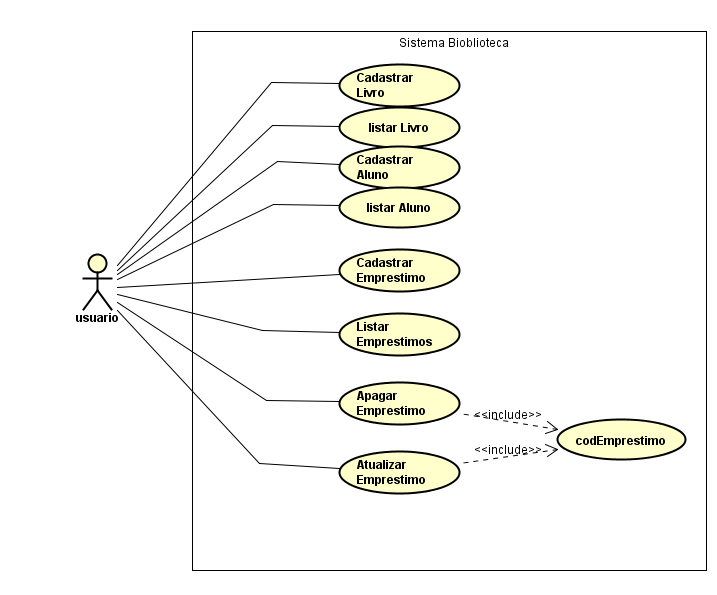 Sistema Bioblioteca
Cadastrar
Livro
listar Livro
Cadastrar
Aluno
listar Aluno
Cadastrar
Emprestimo
usuario
Listar
Emprestimos
Apagar
Emprestimo
<<include>>
codEmprestimo
<<include>>
Atualizar
Emprestimo